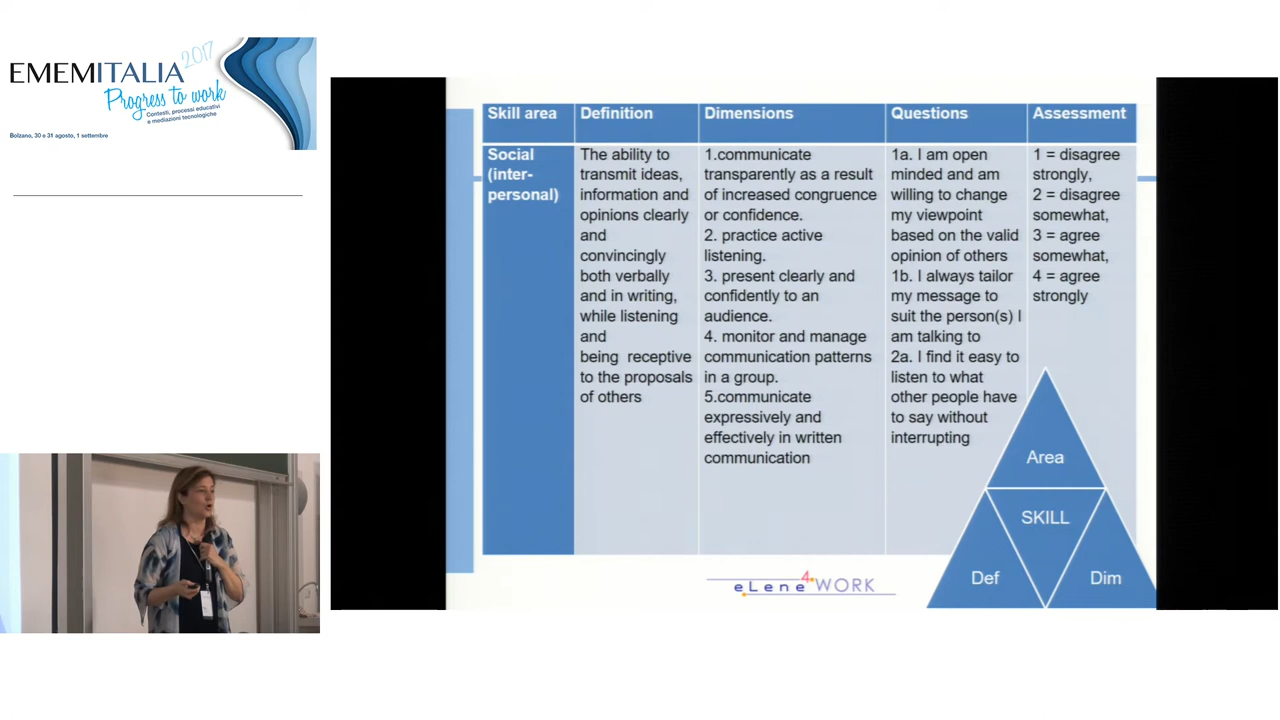 2017
EMEMITALIA
Progress to work
Contesti, processi educativi
e mediazioni tecnologiche
Bolzano, 30 e 31 agosto, 1 settembre
Skill area
Definition
Dimensions
Questions
Assessment
Social
(inter-
personal)
The ability to
transmit ideas,
information and
opinions clearly
and
convincingly
both verbally
and in writing,
while listening
and
being receptive
to the proposals
of others
1.communicate
transparently as a result
of increased congruence
or confidence.
2. practice active
listening.
3. present clearly and
confidently to an
audience.
4. monitor and manage
communication patterns
in a group.
5.communicate
expressively and
effectively in written
communication
1a. I am open
minded and am
willing to change
my viewpoint
based on the valid
opinion of others
1b. I always tailor
my message to
suit the person(s) I
am talking to
2a. I find it easy to
listen to what
other people have
to say without
interrupting
1 = disagree
strongly,
2 = disagree
somewhat,
3 = agree
somewhat,
4 = agree
strongly
Area
SKILL
Def
Dim
eLene4WORK